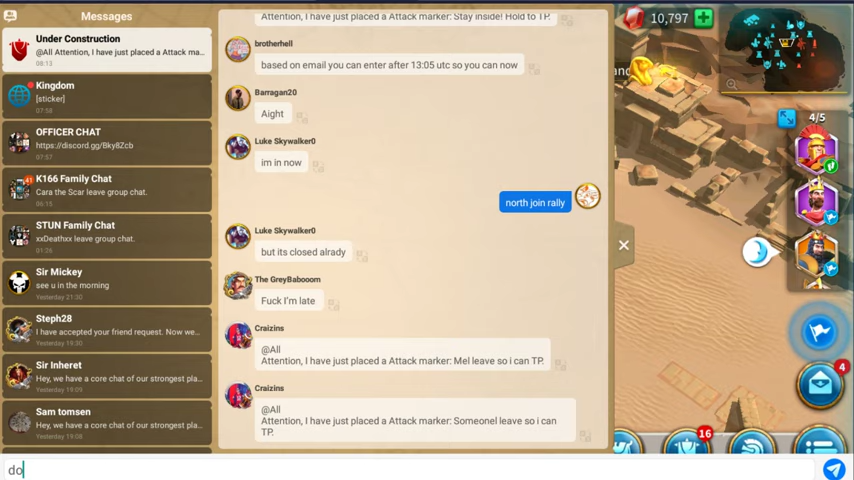 Messages
Under Construction
@All Attention, I have just placed a Attack ma...
08:13
Kingdom
[sticker]
07:58
OFFICER CHAT
https://discord.gg/Bky8Zcb
07:57
41
K166 Family Chat
Cara the Scar leave group chat.
06:15
STUN Family Chat
xxDeathxx leave group chat.
01:26
Sir Mickey
see u in the morning
Yesterday 21:30
Steph28
I have accepted your friend request. Now we...
Yesterday 19:30
Sir Inheret
Hey, we have a core chat of our strongest pla...
Yesterday 19:09
Sam tomsen
Hey, we have a core chat of our strongest pla...
Yesterday 19:08
Attention, I have just placed a Attack marker: Stay inside! Hold to TP.
brotherhell
based on email you can enter after 13:05 utc so you can now
Barragan20
Aight
Luke Skywalker0
im in now
north join rally
Luke Skywalker0
but its closed alrady
The GreyBabooom
Fuck I'm late
Craizins
@All
Attention, I have just placed a Attack marker: Mel leave so i can TP.
Craizins
@All
Attention, I have just placed a Attack marker: Someonel leave so i can
TP.
10,797
4/5
4
16
do